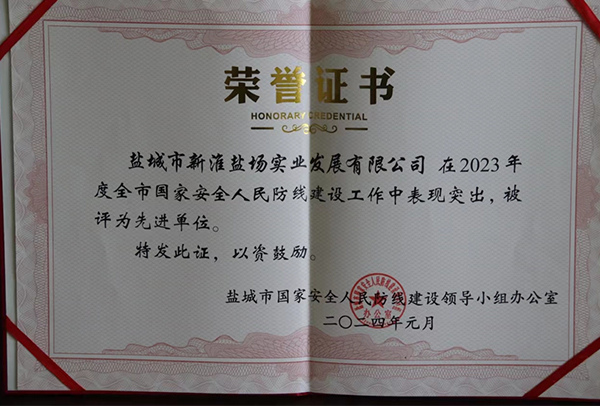 荣誉证书
HONORARY CREDENTIAL
盐城市新淮盐场实业发展有限公司 在2023年
度全市国家安全人民防线建设工作中表现突出，被
评为先进单位。
特发此证，以资鼓励。
盐城市国家安全人民防线建设领导小组办公室
二〇二四年元月
办公室